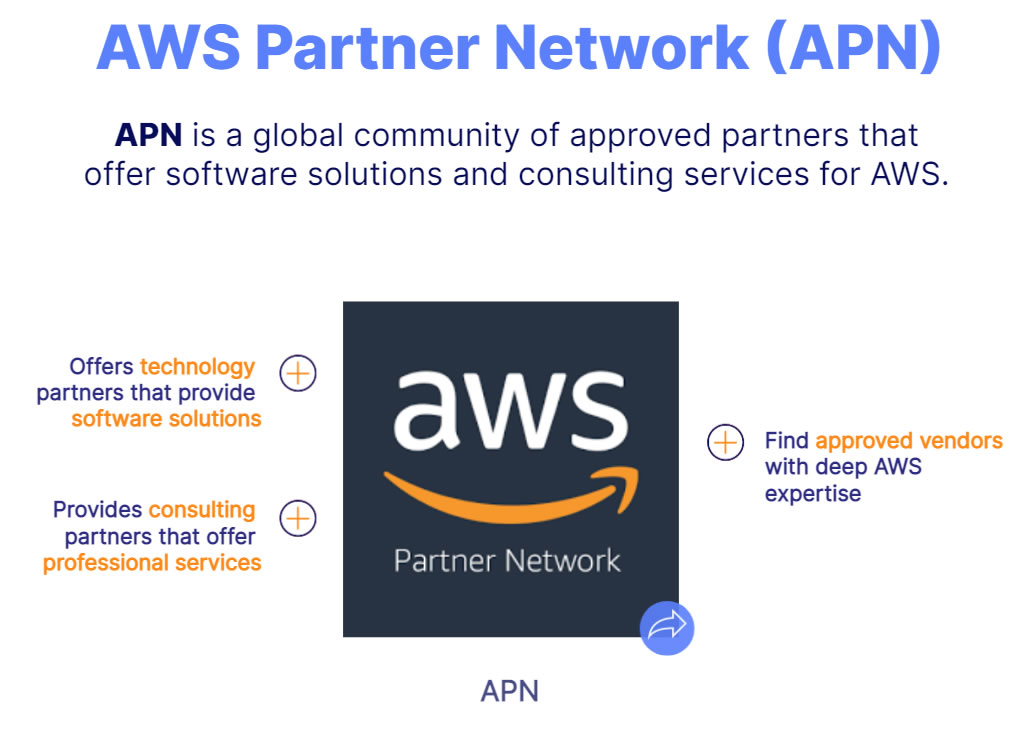 AWS Partner Network (APN)
APN is a global community of approved partners that
offer software solutions and consulting services for AWS.
Offers technology
partners that provide
software solutions
Provides consulting
partners that offer
professional services
aws
Partner Network
Find approved vendors
with deep AWS
expertise
APN